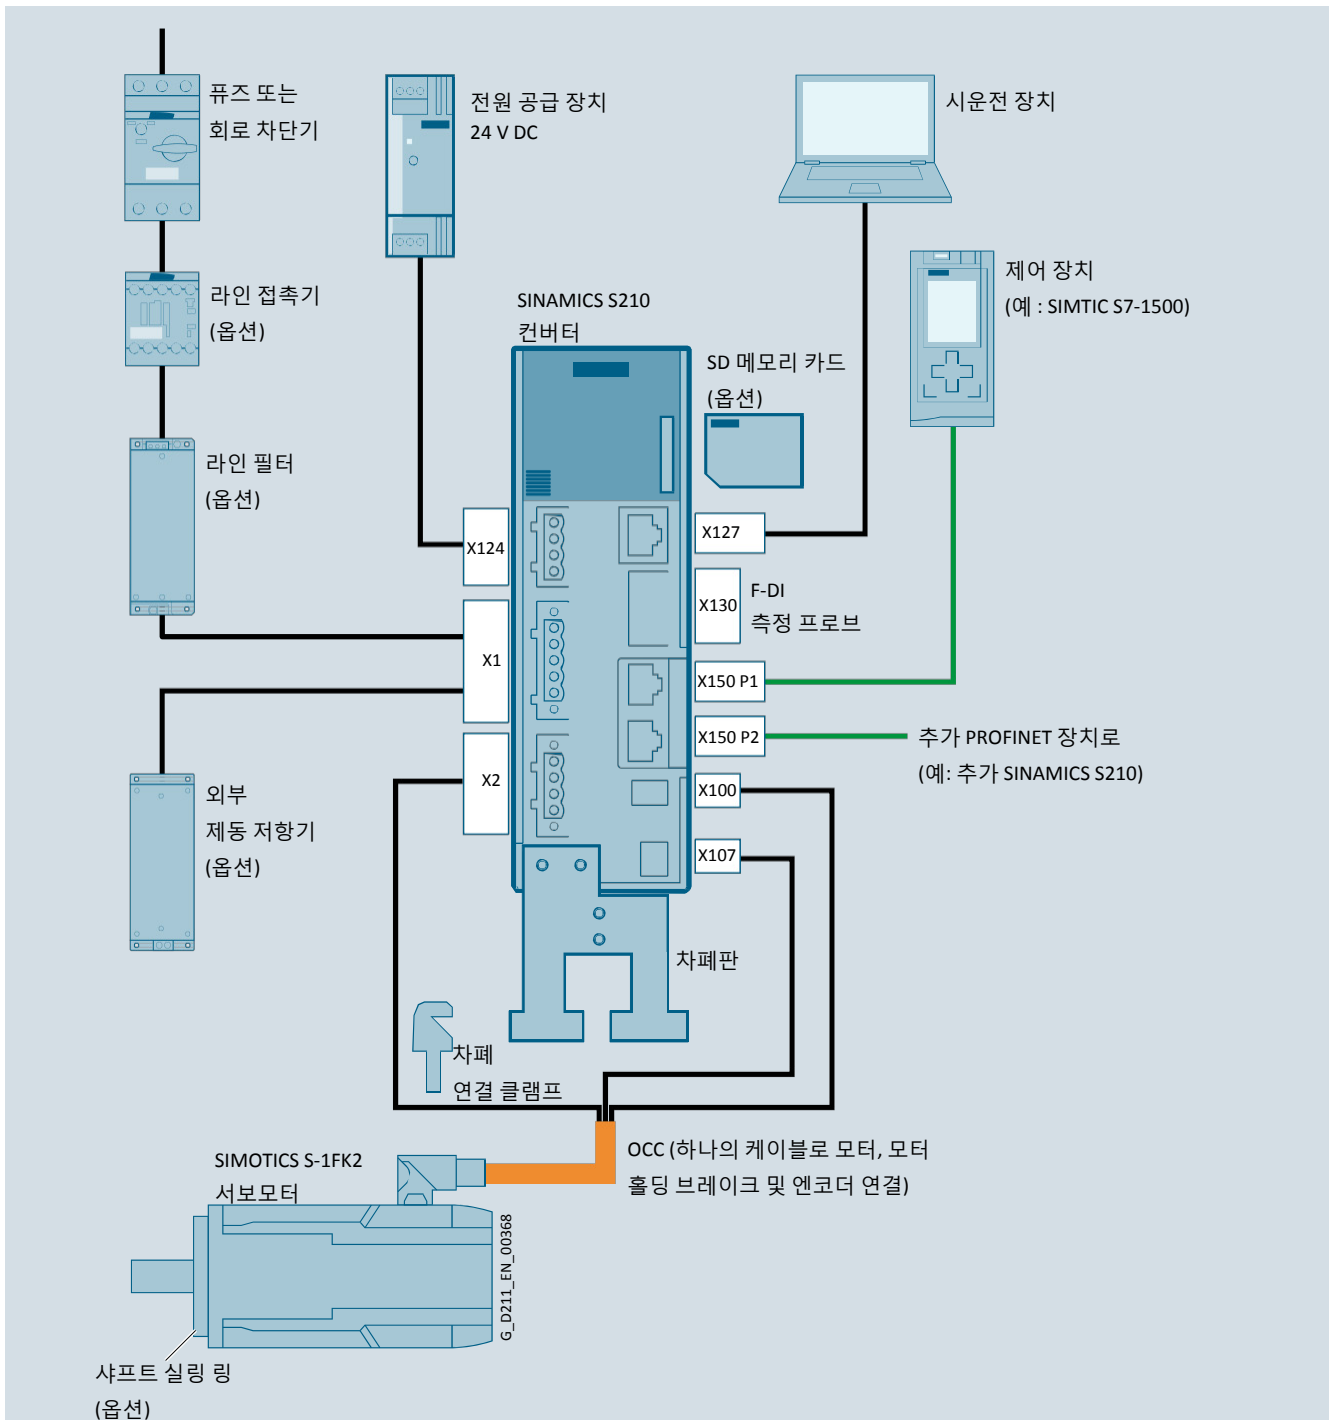 퓨즈 또는
회로 차단기
전원 공급 장치
24 V DC
시운전 장치
라인 접촉기
(옵션)
SINAMICS S210
컨버터
제어 장치
(예 : SIMTIC S7-1500)
SD 메모리 카드
(옵션)
라인 필터
(옵션)
X124
X127
X130
F-DI
측정 프로브
X1
X150 P1
X150 P2
추가 PROFINET 장치로
(예: 추가 SINAMICS S210)
X2
X100
외부
제동 저항기
(옵션)
X107
차폐판
차폐
연결 클램프
OCC (하나의 케이블로 모터, 모터
홀딩 브레이크 및 엔코더 연결)
SIMOTICS S-1FK2
서보모터
G_D211_EN_00368
샤프트 실링 링
(옵션)